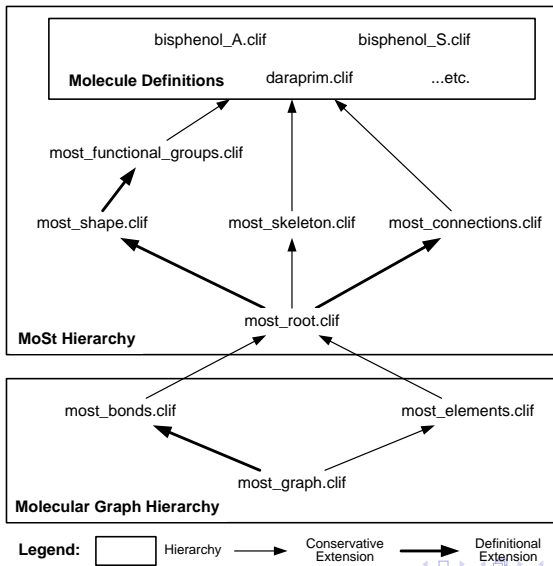 bisphenol_A.clif bisphenol_S.clif
Molecule Definitions daraprim.clif ...etc.
most_functional_groups.clif
most_shape.clif most_skeleton.clif most_connections.clif
most_root.clif
MoSt Hierarchy
most_bonds.clif most_elements.clif
most_graph.clif
Molecular Graph Hierarchy
Legend: Hierarchy Conservative Extension Definitional Extension